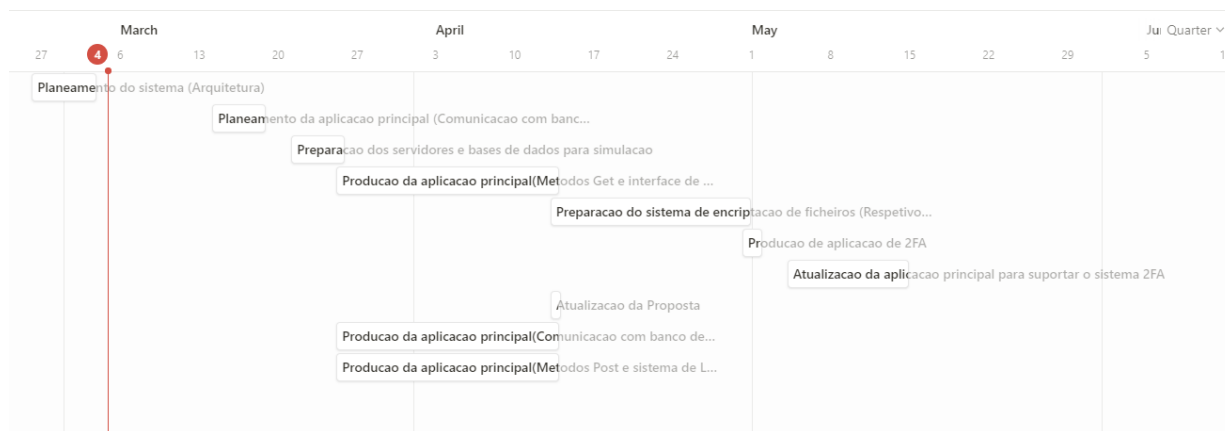 March April May Ju Quarter
27 4 6 13 20 27 3 10 17 24 1 8 15 22 29 5 1
Planeamento do sistema (Arquitetura)
Planeamento da aplicacao principal (Comunicacao com banc...
Preparacao dos servidores e bases de dados para simulacao
Producao da aplicacao principal(Metodos Get e interface de ...
Preparacao do sistema de encriptacao de ficheiros (Respetivo...
Producao de aplicacao de 2FA
Atualizacao da aplicacao principal para suportar o sistema 2FA
Atualizacao da Proposta
Producao da aplicacao principal(Comunicacao com banco de...
Producao da aplicacao principal(Metodos Post e sistema de L...